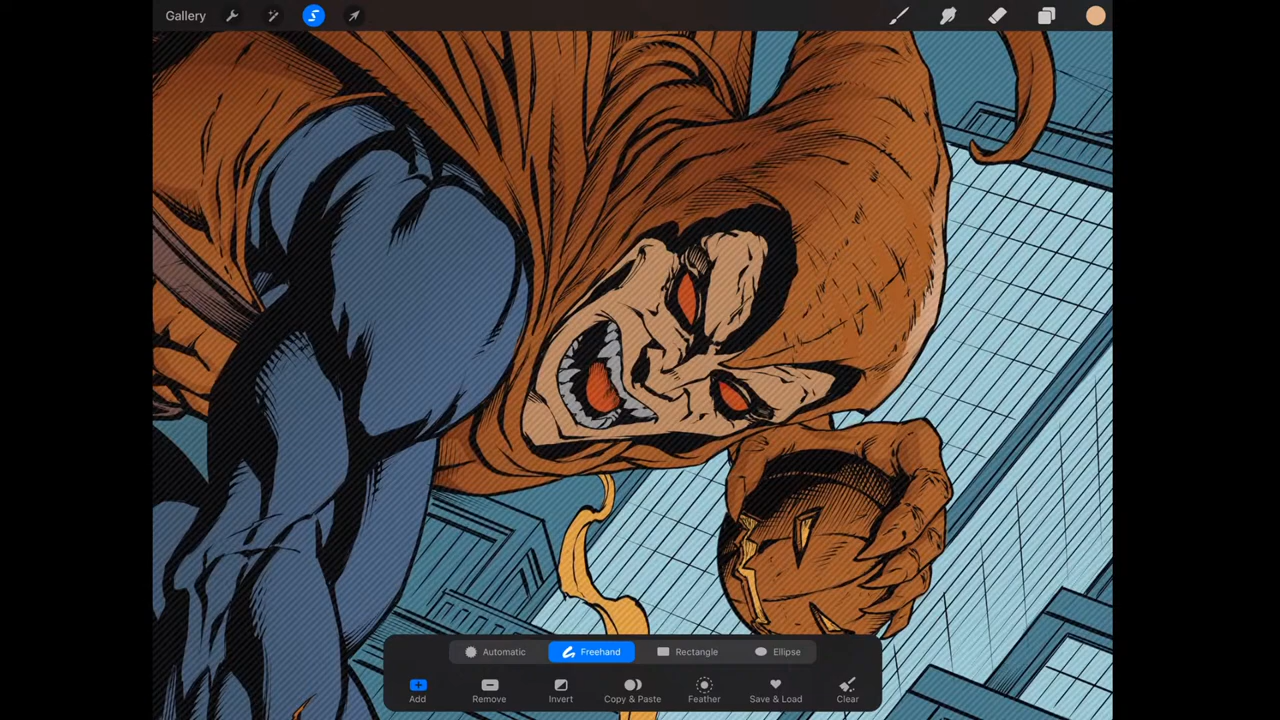 Gallery
Automatic Freehand Rectangle Ellipse
Add Remove Invert Copy & Paste Feather Save & Load Clear